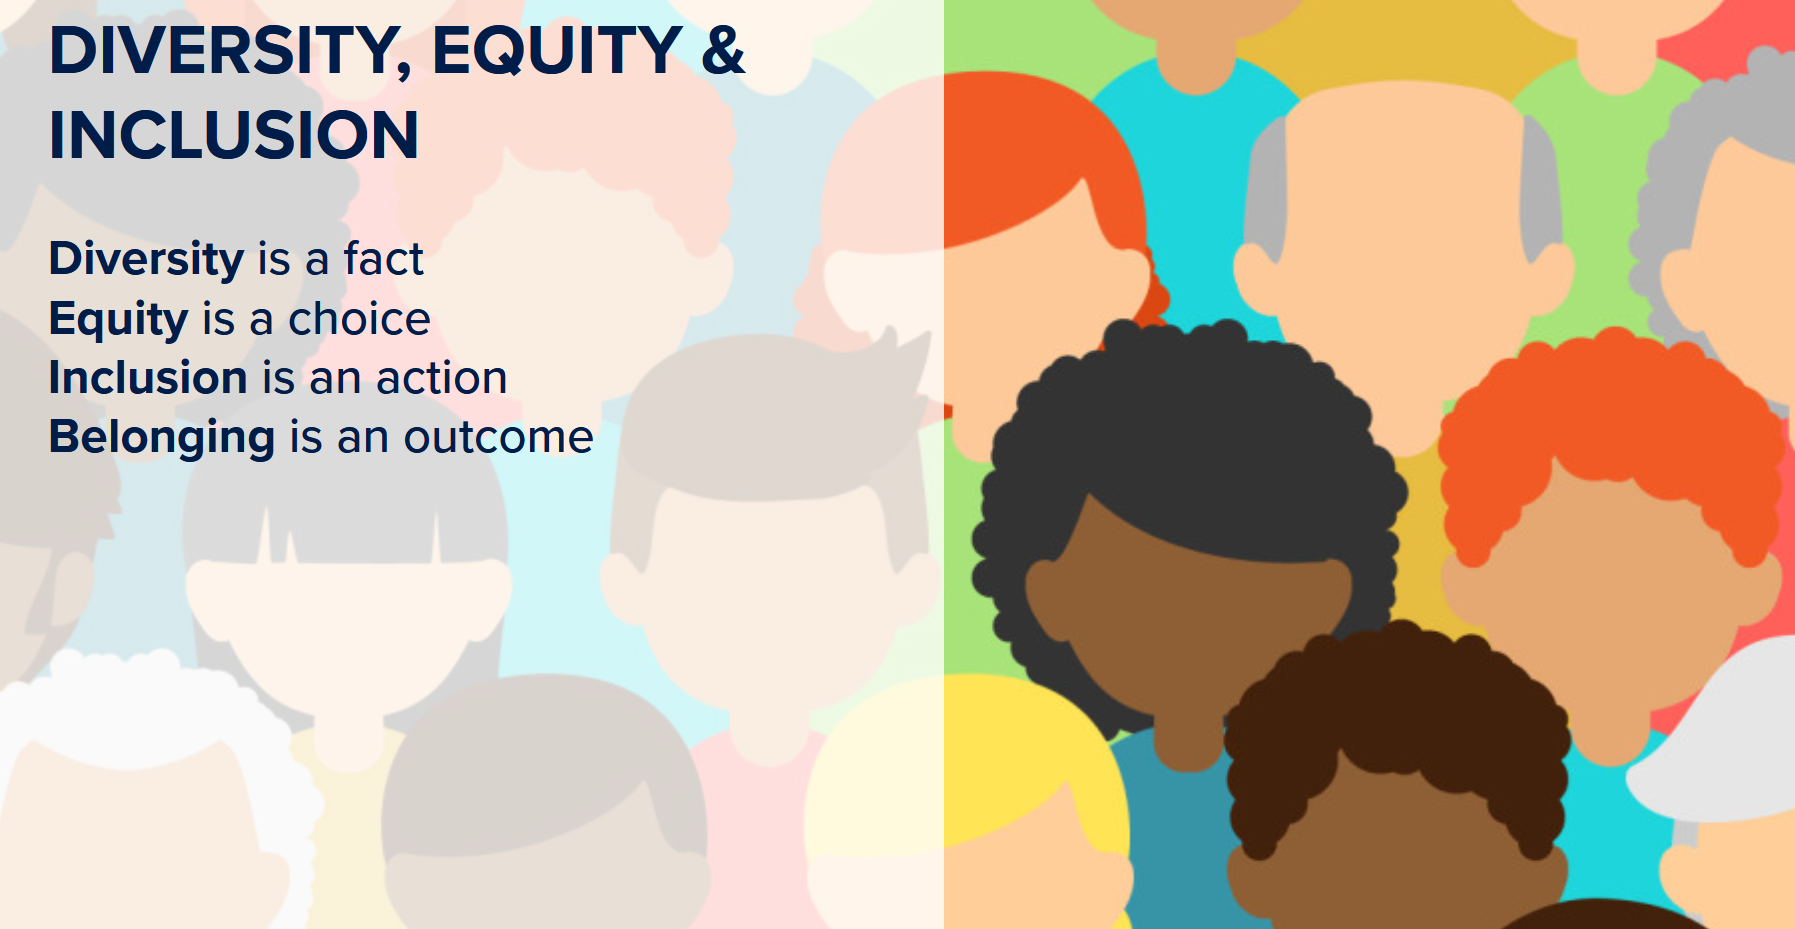 DIVERSITY, EQUITY &
INCLUSION
Diversity is a fact
Equity is a choice
Inclusion is an action
Belonging is an outcome